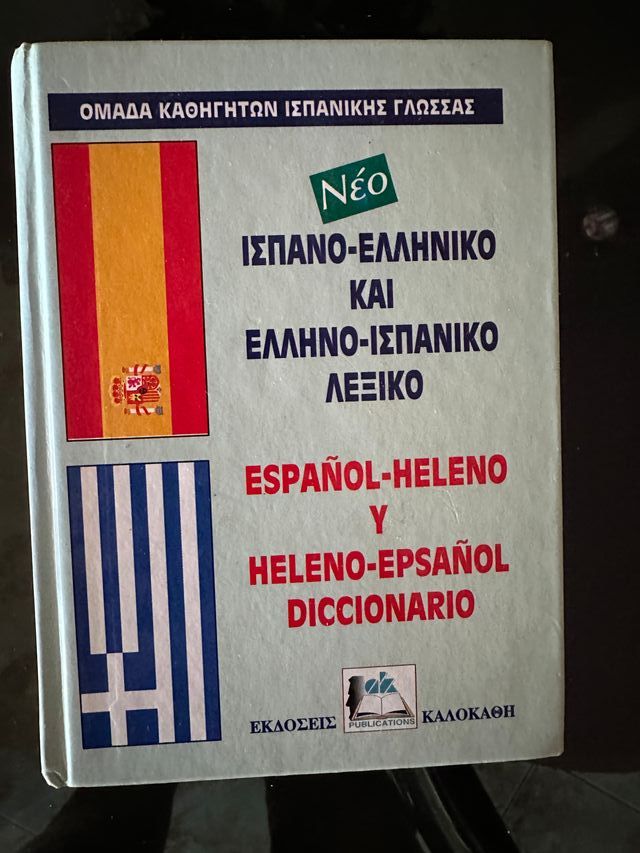 ΟΜΑΔΑ ΚΑΘΗΓΗΤΩΝ ΙΣΠΑΝΙΚΗΣ ΓΛΩΣΣΑΣ
Νέο
ΙΣΠΑΝΟ-ΕΛΛΗΝΙΚΟ
ΚΑΙ
ΕΛΛΗΝΟ-ΙΣΠΑΝΙΚΟ
ΛΕΞΙΚΟ
ESPAÑOL-HELENO
Y
HELENO-EPSAÑOL
DICCIONARIO
PUBLICATIONS
ΕΚΔΟΣΕΙΣ ΚΑΛΟΚΑΘΗ